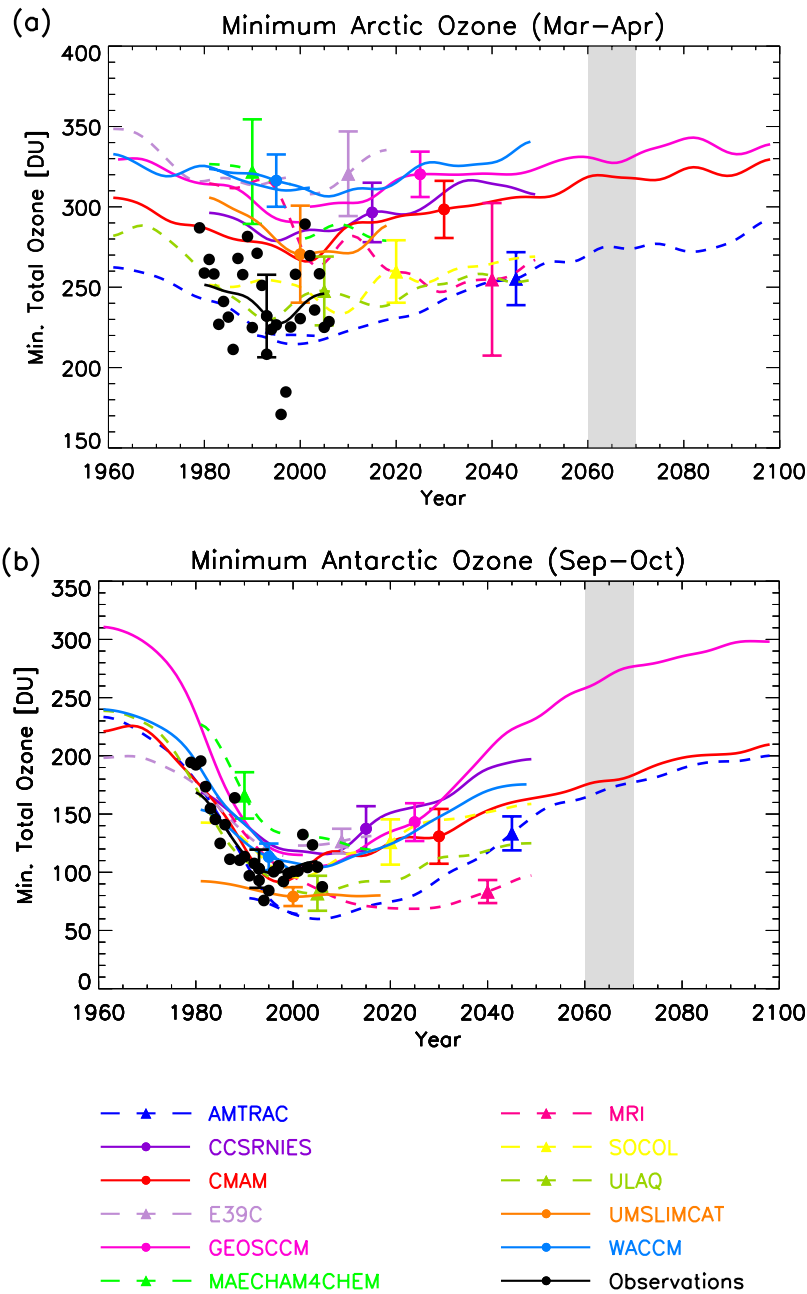 (a)
Minimum Arctic Ozone (Mar-Apr)
Min. Total Ozone [DU]
400
350
300
250
200
150
1960 1980 2000 2020 2040 2060 2080 2100
Year
(b)
Minimum Antarctic Ozone (Sep-Oct)
Min. Total Ozone [DU]
350
300
250
200
150
100
50
0
1960 1980 2000 2020 2040 2060 2080 2100
Year
AMTRAC
CCSRNIES
CMAM
E39C
GEOSCCM
MAECHAM4CHEM
MRI
SOCOL
ULAQ
UMSLIMCAT
WACCM
Observations